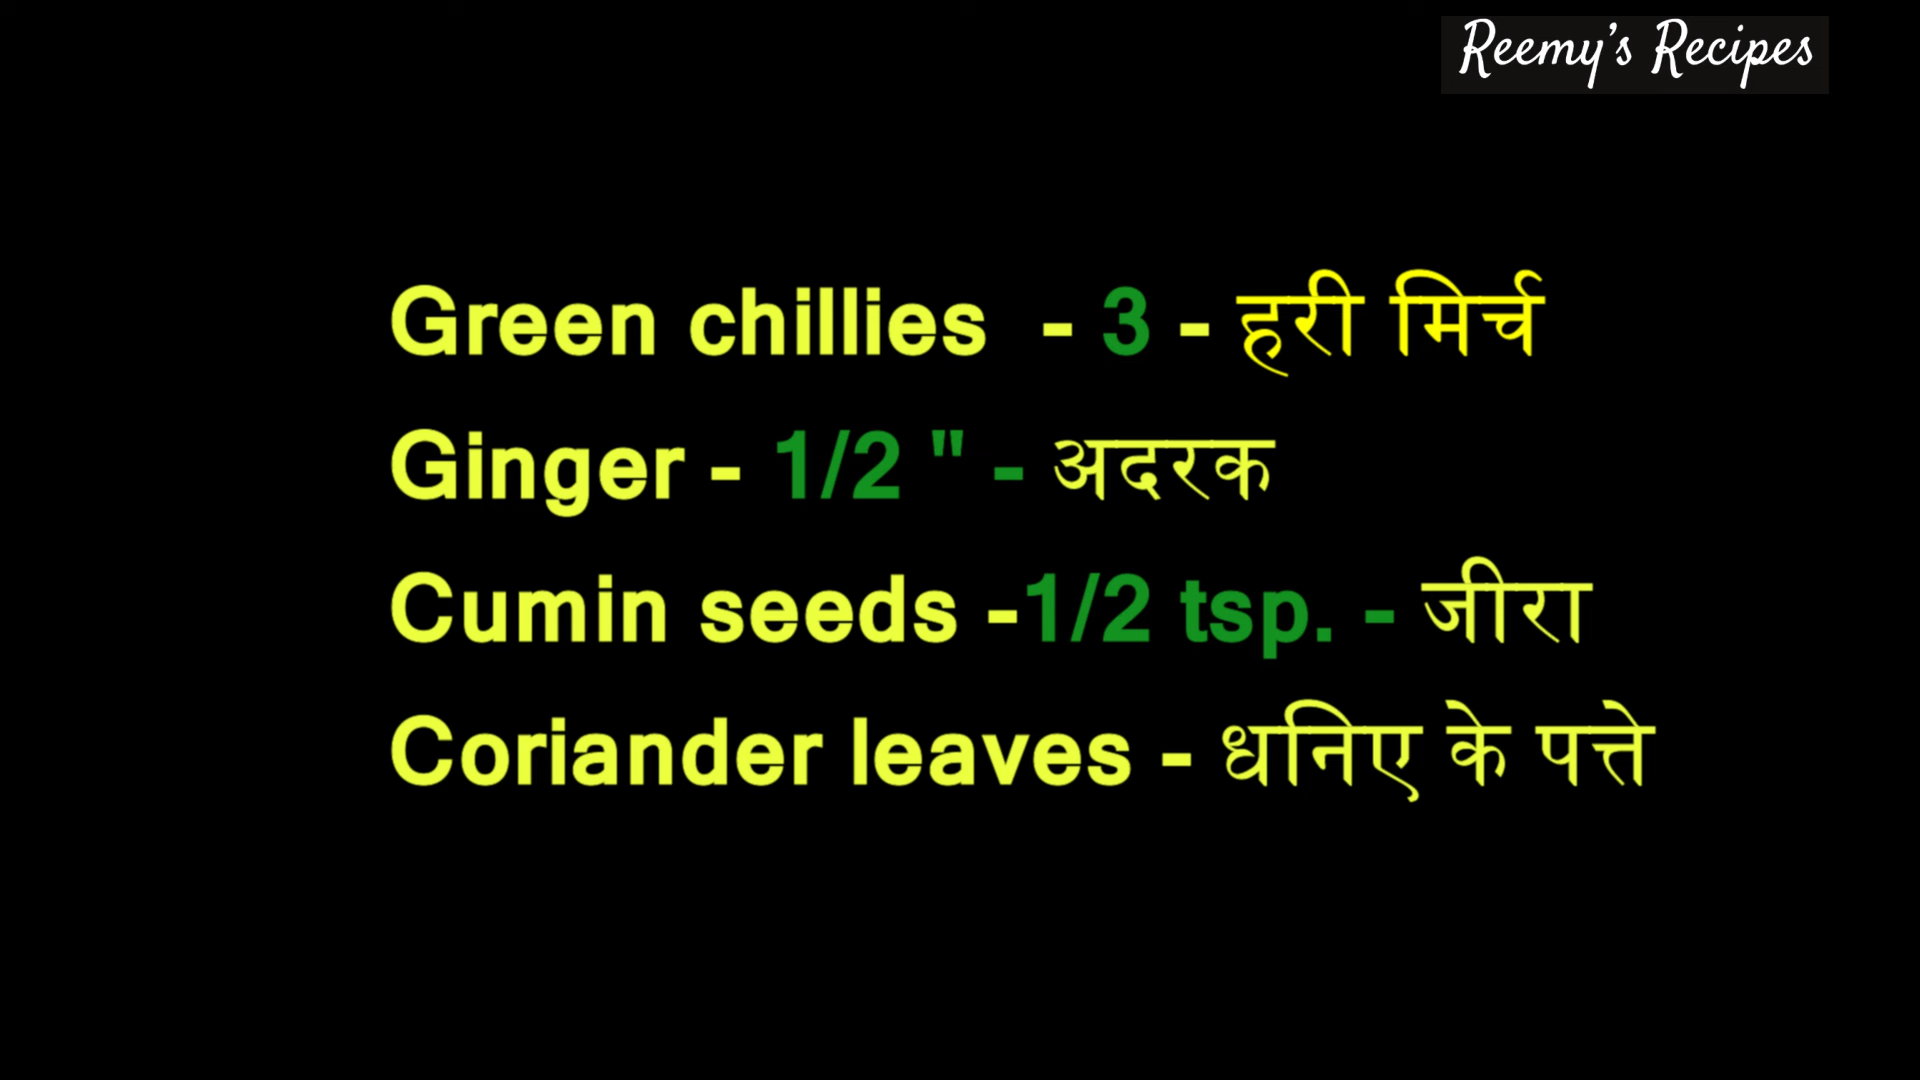 Reemy's Recipes
Green chillies - 3 - हरी मिर्च
Ginger - 1/2 " - अदरक
Cumin seeds -1/2 tsp. - जीरा
Coriander leaves - धनिए के पत्ते